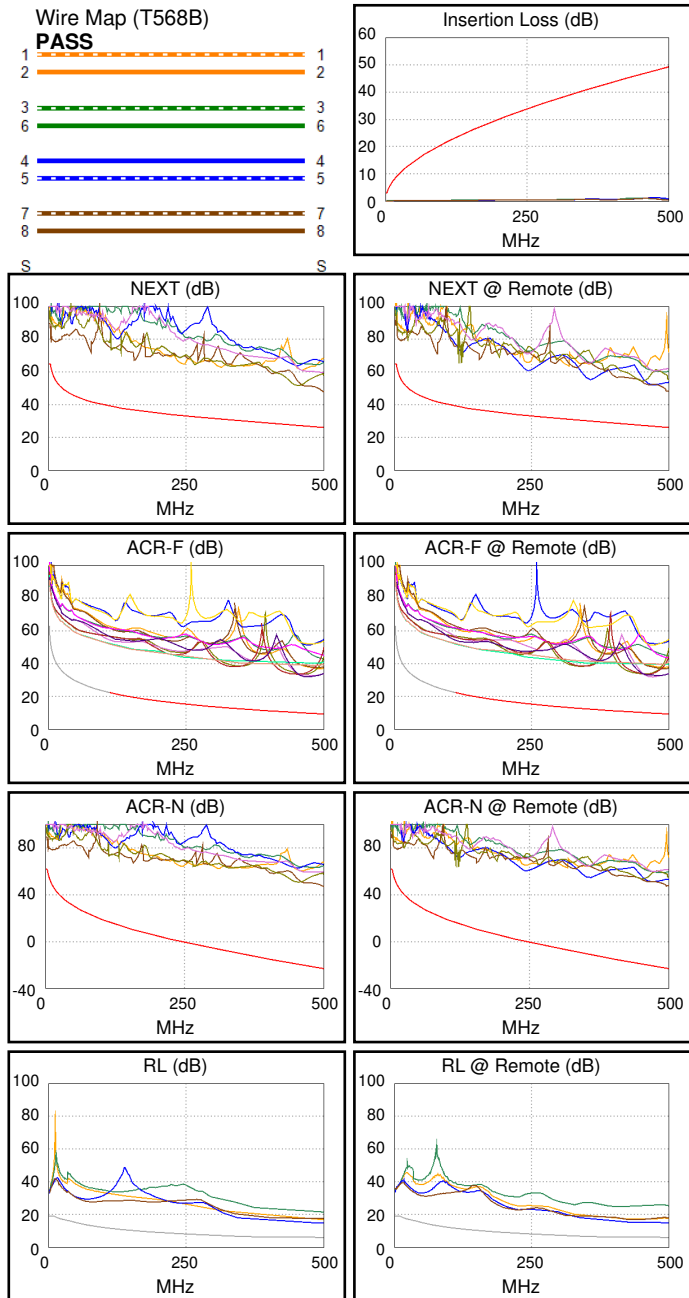 Wire Map (T568B)
PASS
1 1
2 2
3 3
6 6
4 4
5 5
7 7
8 8
S S
Insertion Loss (dB)
60
50
40
30
20
10
0
0 250 500
MHz
NEXT (dB)
100
80
60
40
20
0
0 250 500
MHz
NEXT @ Remote (dB)
100
80
60
40
20
0
0 250 500
MHz
ACR-F (dB)
100
80
60
40
20
0
0 250 500
MHz
ACR-F @ Remote (dB)
100
80
60
40
20
0
0 250 500
MHz
ACR-N (dB)
80
40
0
-40
0 250 500
MHz
ACR-N @ Remote (dB)
80
40
0
-40
0 250 500
MHz
RL (dB)
100
80
60
40
20
0
0 250 500
MHz
RL @ Remote (dB)
100
80
60
40
20
0
0 250 500
MHz